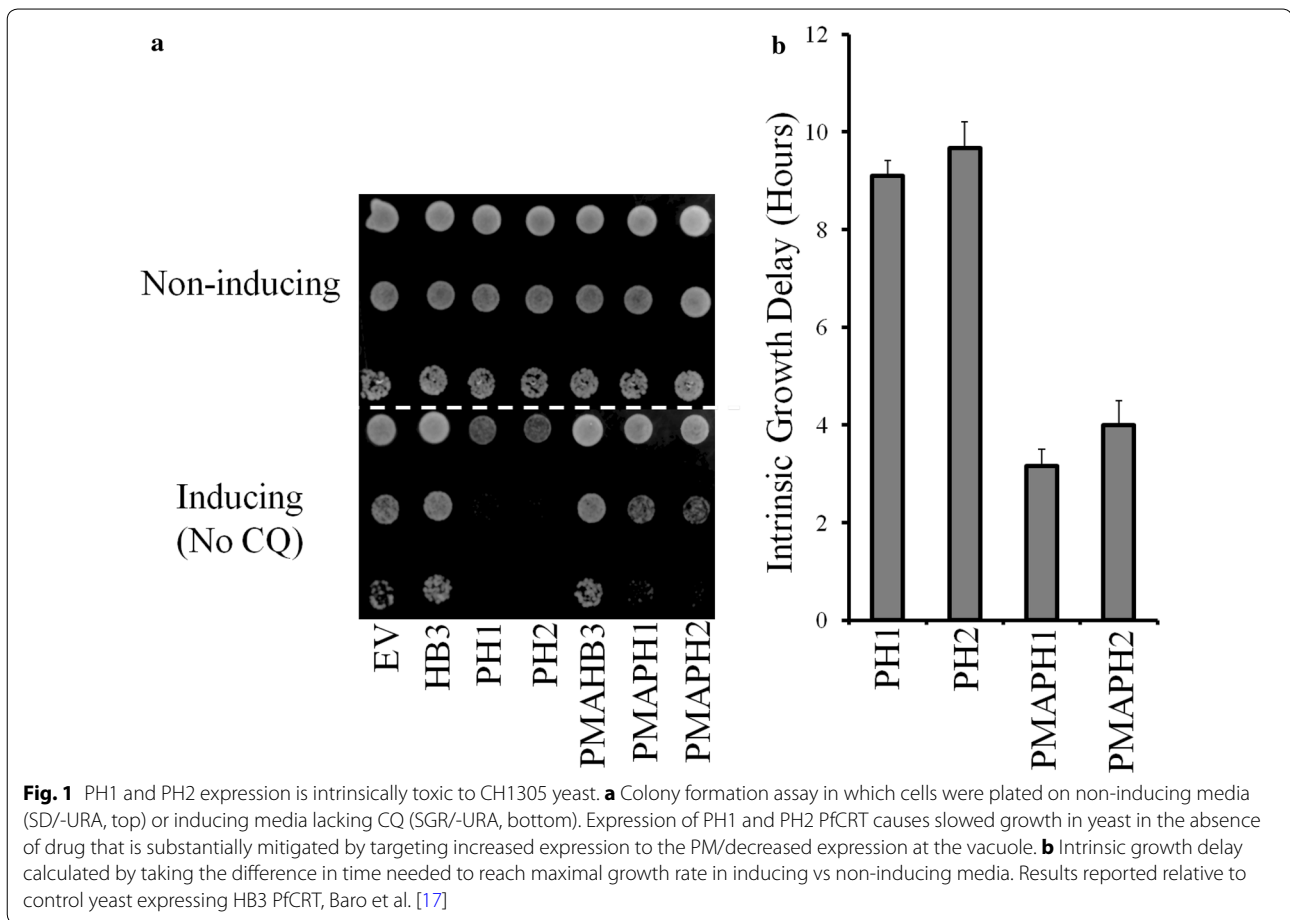 a
Non-inducing
Inducing
(No CQ)
EV
HB3
PH1
PH2
PMAHB3
PMAPH1
PMAPH2
b
Intrinsic Growth Delay (Hours)
12
10
8
6
4
2
0
PH1
PH2
PMAPH1
PMAPH2
Fig. 1 PH1 and PH2 expression is intrinsically toxic to CH1305 yeast. a Colony formation assay in which cells were plated on non-inducing media
(SD/-URA, top) or inducing media lacking CQ (SGR/-URA, bottom). Expression of PH1 and PH2 PfCRT causes slowed growth in yeast in the absence
of drug that is substantially mitigated by targeting increased expression to the PM/decreased expression at the vacuole. b Intrinsic growth delay
calculated by taking the difference in time needed to reach maximal growth rate in inducing vs non-inducing media. Results reported relative to
control yeast expressing HB3 PfCRT, Baro et al. [17]